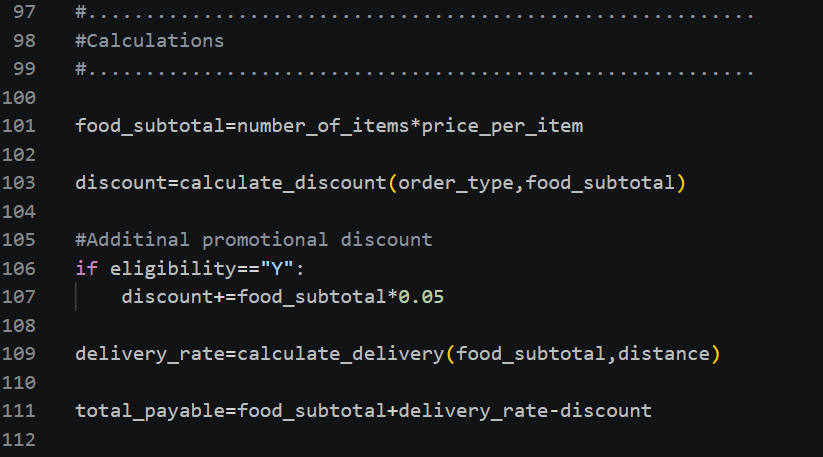 97 #..........................................................
98 #Calculations
99 #..........................................................
100
101 food_subtotal=number_of_items*price_per_item
102
103 discount=calculate_discount(order_type,food_subtotal)
104
105 #Additinal promotional discount
106 if eligibility=="Y":
107     discount+=food_subtotal*0.05
108
109 delivery_rate=calculate_delivery(food_subtotal,distance)
110
111 total_payable=food_subtotal+delivery_rate-discount
112